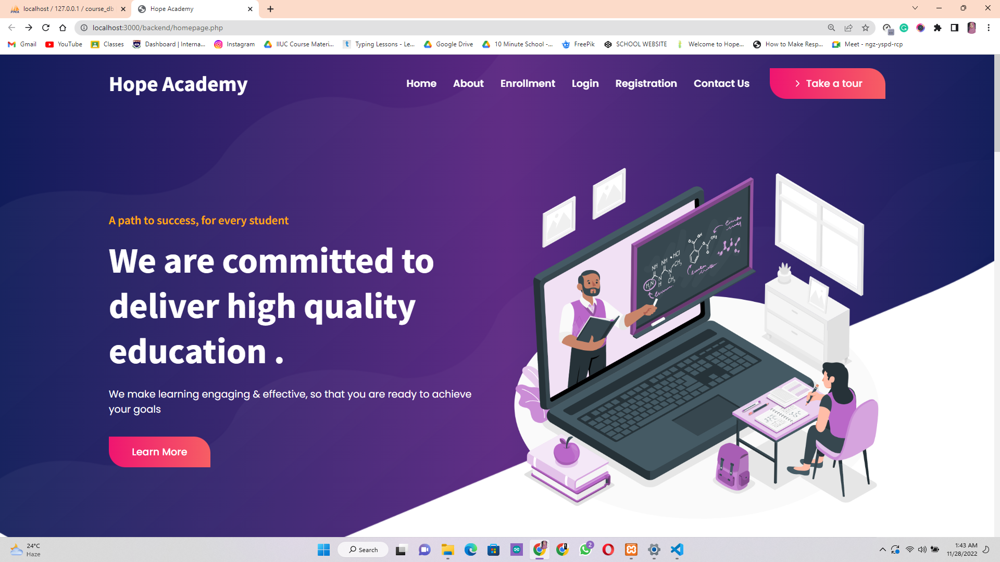 localhost / 127.0.0.1 / course_db
Hope Academy
localhost:3000/backend/homepage.php
Gmail
YouTube
Classes
Dashboard | Interna...
Instagram
IIUC Course Materi...
Typing Lessons - Le...
Google Drive
10 Minute School -...
FreePik
SCHOOL WEBSITE
Welcome to Hope...
How to Make Resp...
Meet - ngz-yspd-rcp
Hope Academy
Home
About
Enrollment
Login
Registration
Contact Us
Take a tour
A path to success, for every student
We are committed to
deliver high quality
education .
We make learning engaging & effective, so that you are ready to achieve
your goals
Learn More
24°C
Haze
Search
2
1:43 AM
11/28/2022